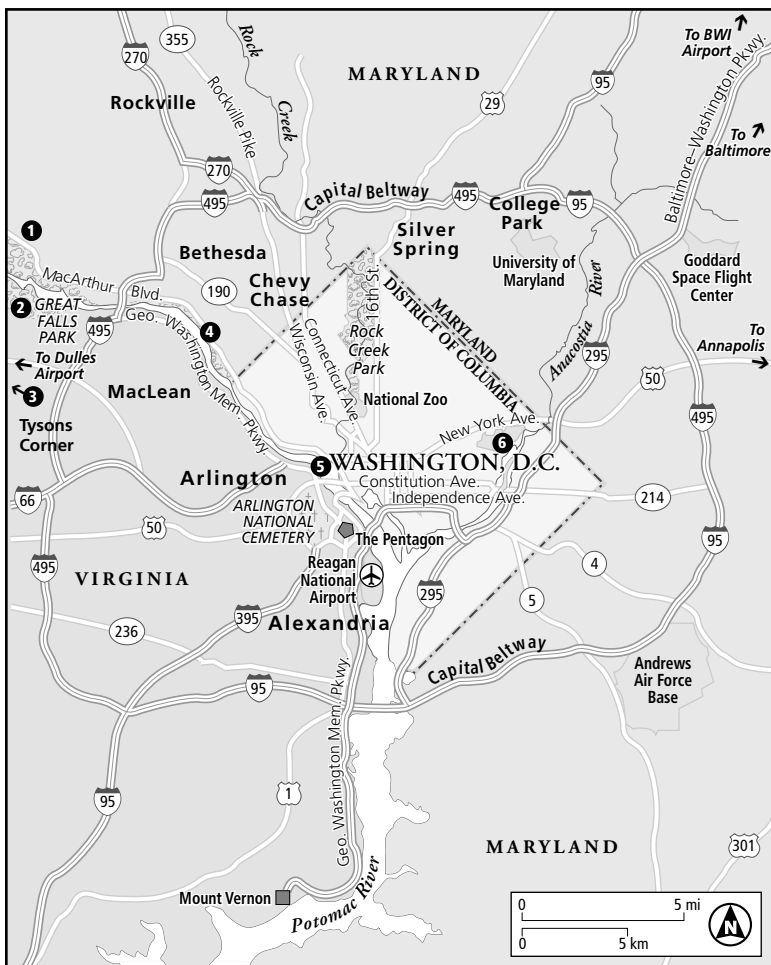 To BWI
Airport
355
Rock
Creek
270
MARYLAND
95
29
Rockville
Rockville Pike
Baltimore–Washington Pkwy.
To
Baltimore
270
495
Capital Beltway
495
College
Park
95
Silver
Spring
1
Bethesda
University of
Maryland
Goddard
Space Flight
Center
MacArthur
Blvd.
190
Chevy
Chase
16th St.
MARYLAND
DISTRICT OF COLUMBIA
Anacostia
River
2
GREAT
FALLS
PARK
Geo. Washington Mem. Pkwy.
4
Connecticut Ave.
Wisconsin Ave.
Rock
Creek
Park
To
Annapolis
495
To Dulles
Airport
295
50
3
MacLean
National Zoo
Tysons
Corner
New York Ave.
6
495
5
WASHINGTON, D.C.
Arlington
Constitution Ave.
Independence Ave.
214
66
ARLINGTON
NATIONAL
CEMETERY
50
The Pentagon
95
495
VIRGINIA
Reagan
National
Airport
4
295
5
395
Alexandria
236
Capital Beltway
Andrews
Air Force
Base
95
Geo. Washington Mem. Pkwy.
1
95
MARYLAND
301
Mount Vernon
Potomac River
0
5 mi
0
5 km
N